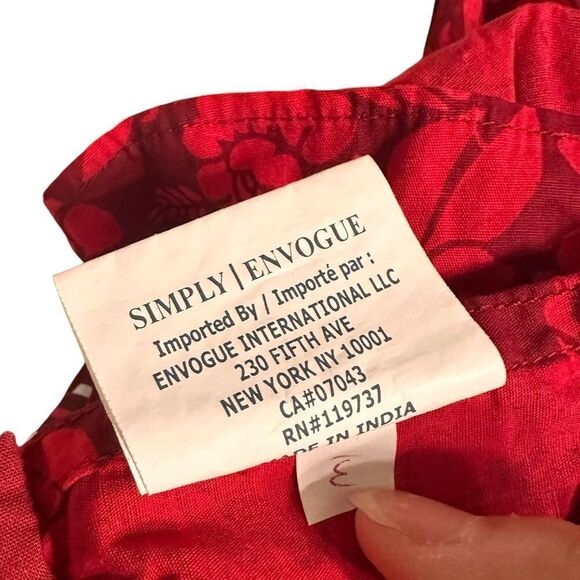 SIMPLY | ENVOGUE
Imported By / Importé par :
ENVOGUE INTERNATIONAL LLC
230 FIFTH AVE
NEW YORK NY 10001
CA#07043
RN#119737
IN INDIA